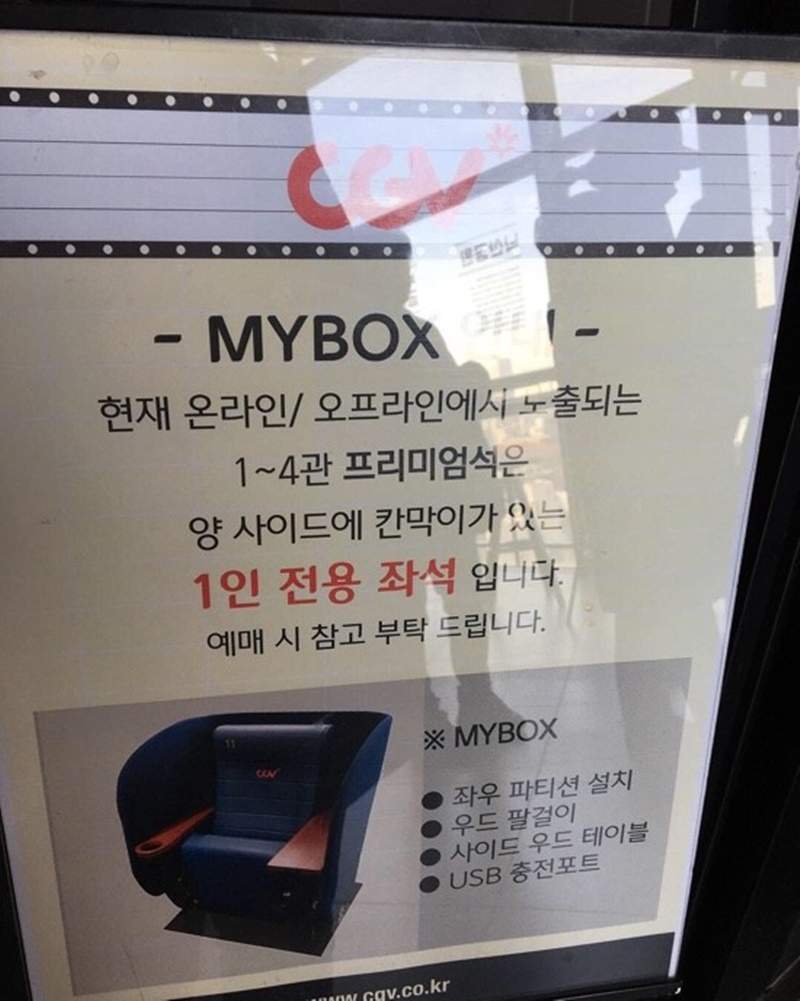 CGV
- MYBOX -
현재 온라인/ 오프라인에서 노출되는
1~4관 프리미엄석은
양 사이드에 칸막이가 있는
1인 전용 좌석 입니다.
예매 시 참고 부탁 드립니다.
11
CGV
※ MYBOX
● 좌우 파티션 설치
● 우드 팔걸이
● 사이드 우드 테이블
● USB 충전포트
www.cgv.co.kr